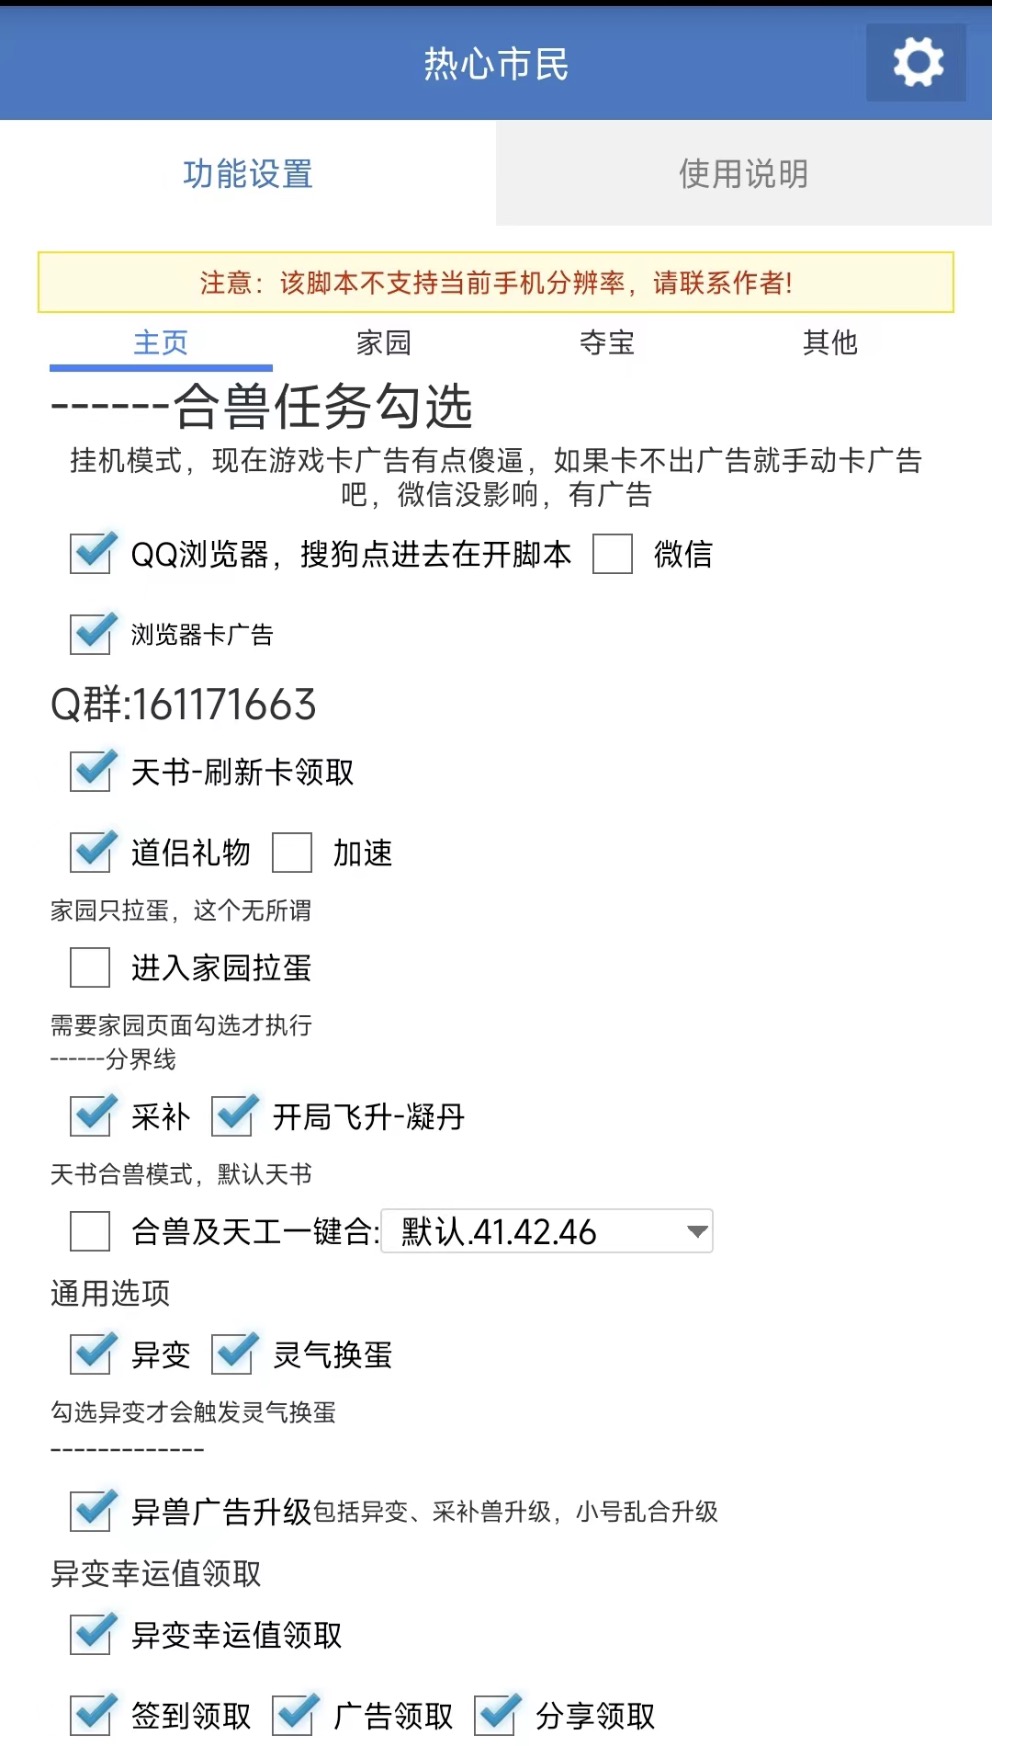 热心市民
功能设置 使用说明
注意：该脚本不支持当前手机分辨率，请联系作者!
主页 家园 夺宝 其他
------合兽任务勾选
挂机模式，现在游戏卡广告有点傻逼，如果卡不出广告就手动卡广告
吧，微信没影响，有广告
QQ浏览器，搜狗点进去在开脚本 微信
浏览器卡广告
Q群:161171663
天书-刷新卡领取
道侣礼物 加速
家园只拉蛋，这个无所谓
进入家园拉蛋
需要家园页面勾选才执行
------分界线
采补 开局飞升-凝丹
天书合兽模式，默认天书
合兽及天工一键合: 默认.41.42.46
通用选项
异变 灵气换蛋
勾选异变才会触发灵气换蛋
-------------
异兽广告升级包括异变、采补兽升级，小号乱合升级
异变幸运值领取
异变幸运值领取
签到领取 广告领取 分享领取